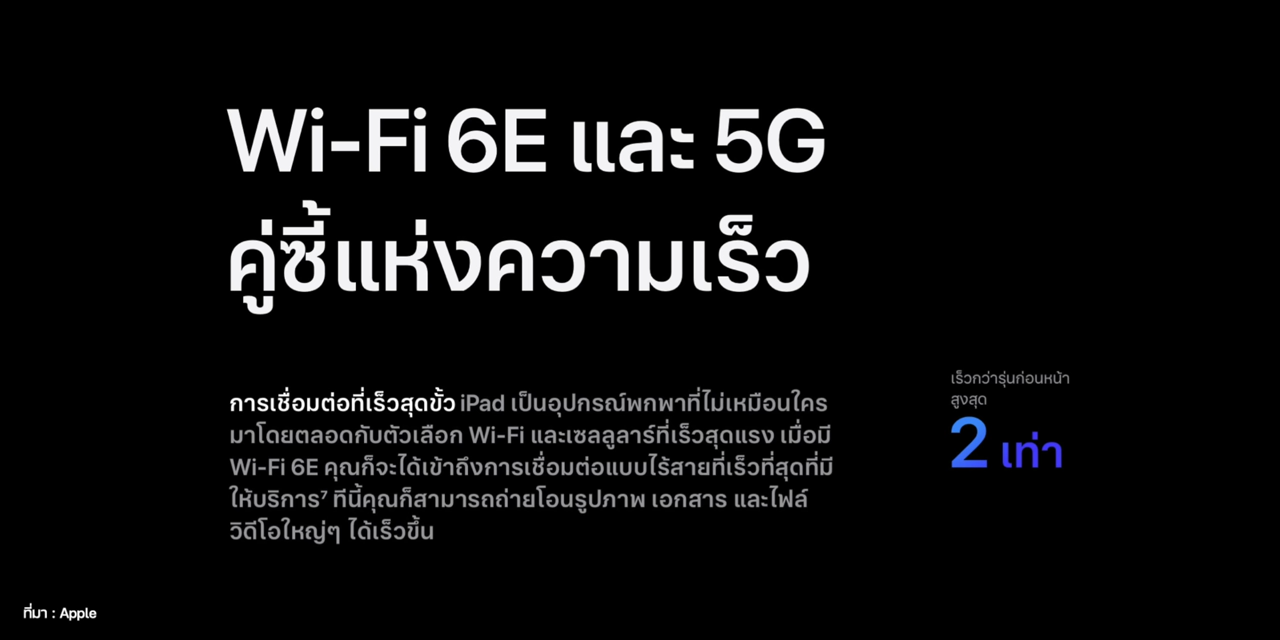 Wi-Fi 6E และ 5G
คู่ซี้แห่งความเร็ว
การเชื่อมต่อที่เร็วสุดขั้ว iPad เป็นอุปกรณ์พกพาที่ไม่เหมือนใคร
มาโดยตลอดกับตัวเลือก Wi-Fi และเซลลูลาร์ที่เร็วสุดแรง เมื่อมี
Wi-Fi 6E คุณก็จะได้เข้าถึงการเชื่อมต่อแบบไร้สายที่เร็วที่สุดที่มี
ให้บริการ⁷ ทีนี้คุณก็สามารถถ่ายโอนรูปภาพ เอกสาร และไฟล์
วิดีโอใหญ่ๆ ได้เร็วขึ้น
เร็วกว่ารุ่นก่อนหน้า
สูงสุด
2 เท่า
ที่มา : Apple